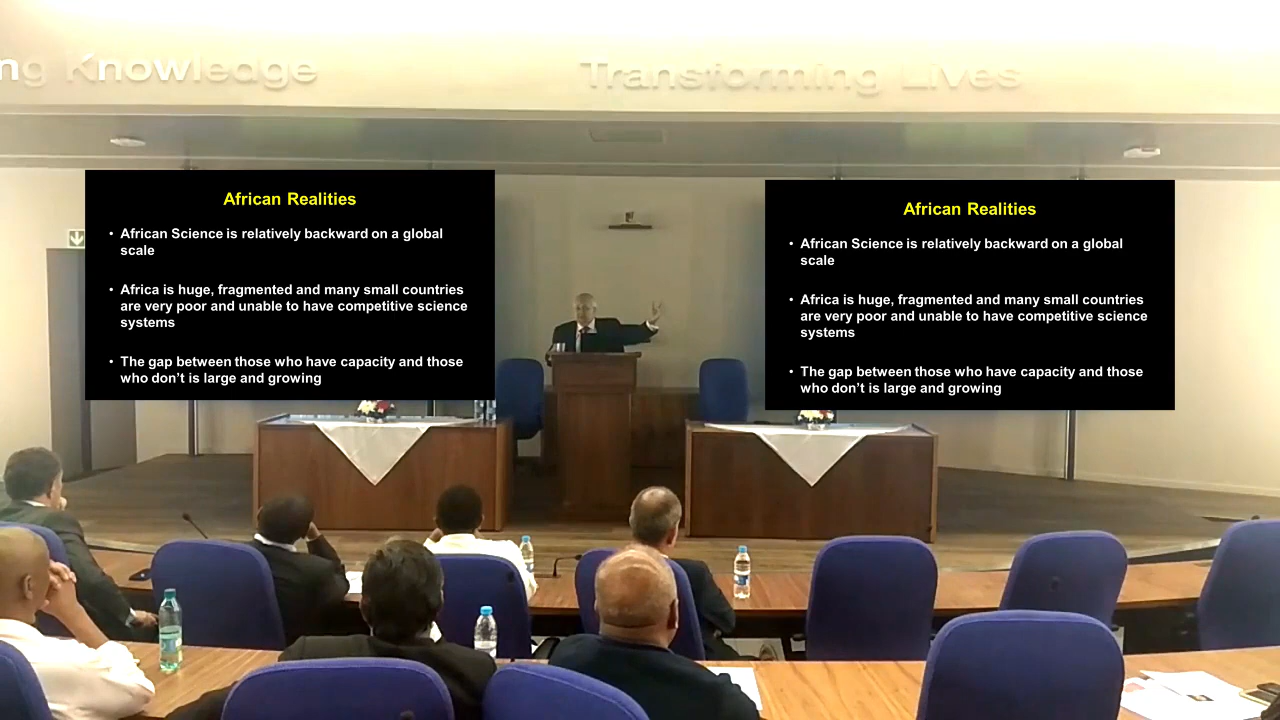 ng Knowledge
Transforming Lives
African Realities
• African Science is relatively backward on a global
scale
• Africa is huge, fragmented and many small countries
are very poor and unable to have competitive science
systems
• The gap between those who have capacity and those
who don't is large and growing
African Realities
• African Science is relatively backward on a global
scale
• Africa is huge, fragmented and many small countries
are very poor and unable to have competitive science
systems
• The gap between those who have capacity and those
who don't is large and growing